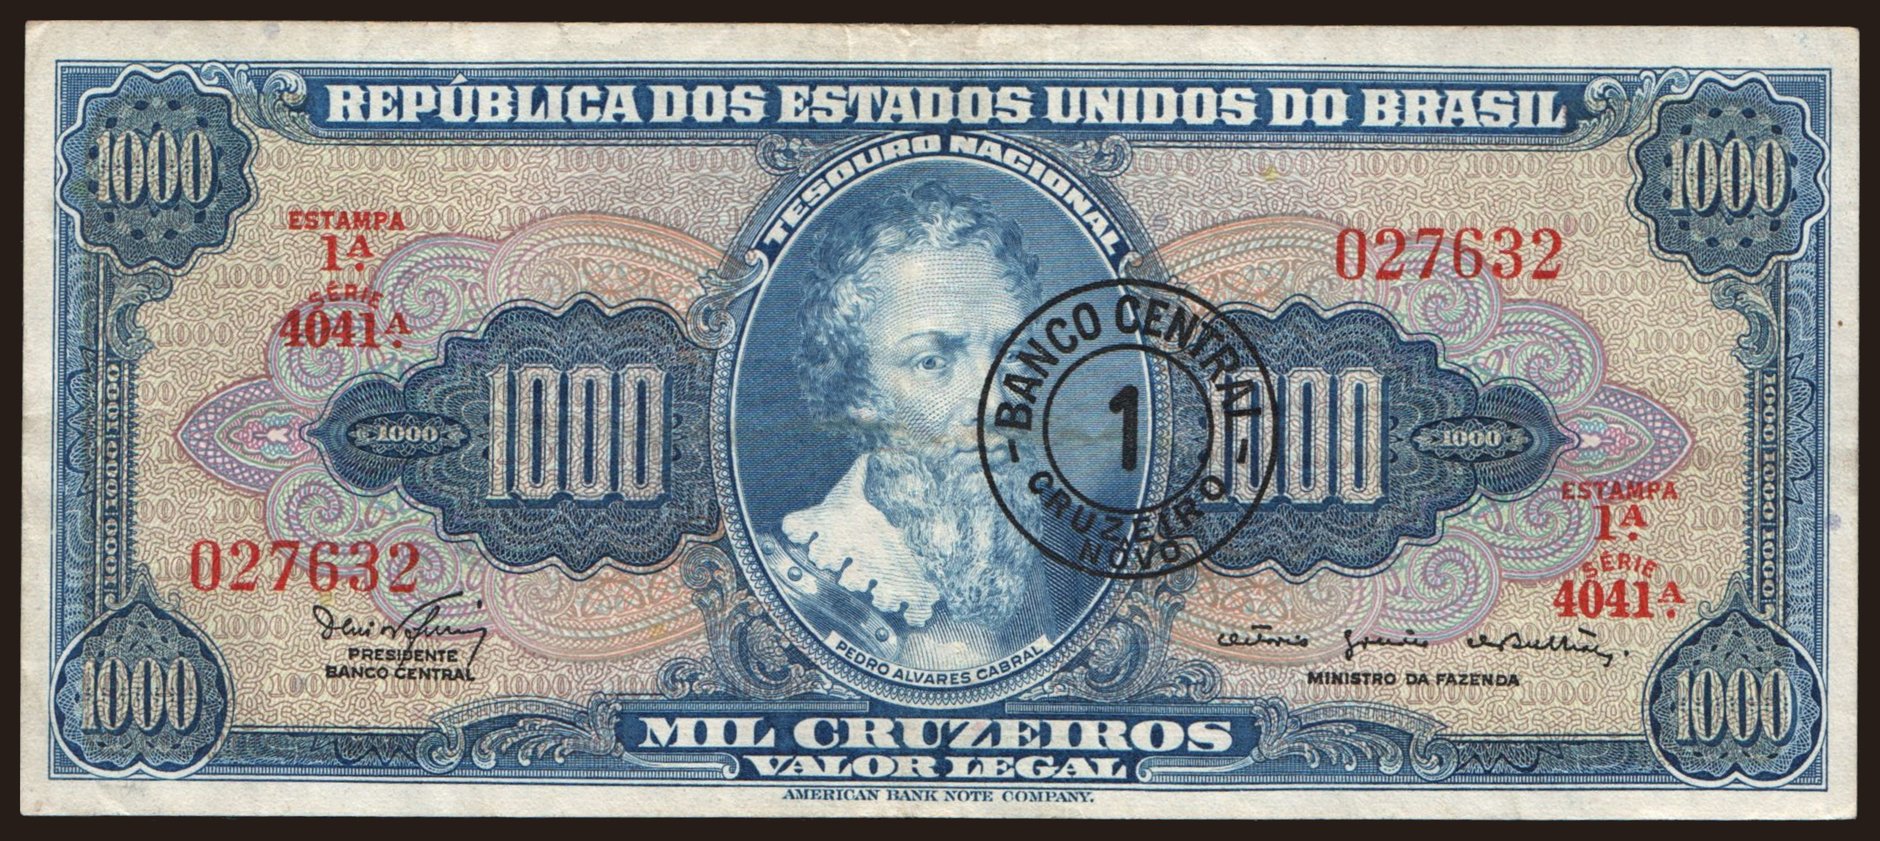 REPÚBLICA DOS ESTADOS UNIDOS DO BRASIL
TESOURO NACIONAL
1000
1000
ESTAMPA
1A.
SÉRIE
4041A.
027632
1000
1000
BANCO CENTRAL
1
CRUZEIRO
NOVO
1000
1000
ESTAMPA
1A.
SÉRIE
4041A.
027632
PRESIDENTE
BANCO CENTRAL
PEDRO ALVARES CABRAL
MINISTRO DA FAZENDA
1000
1000
MIL CRUZEIROS
VALOR LEGAL
AMERICAN BANK NOTE COMPANY.